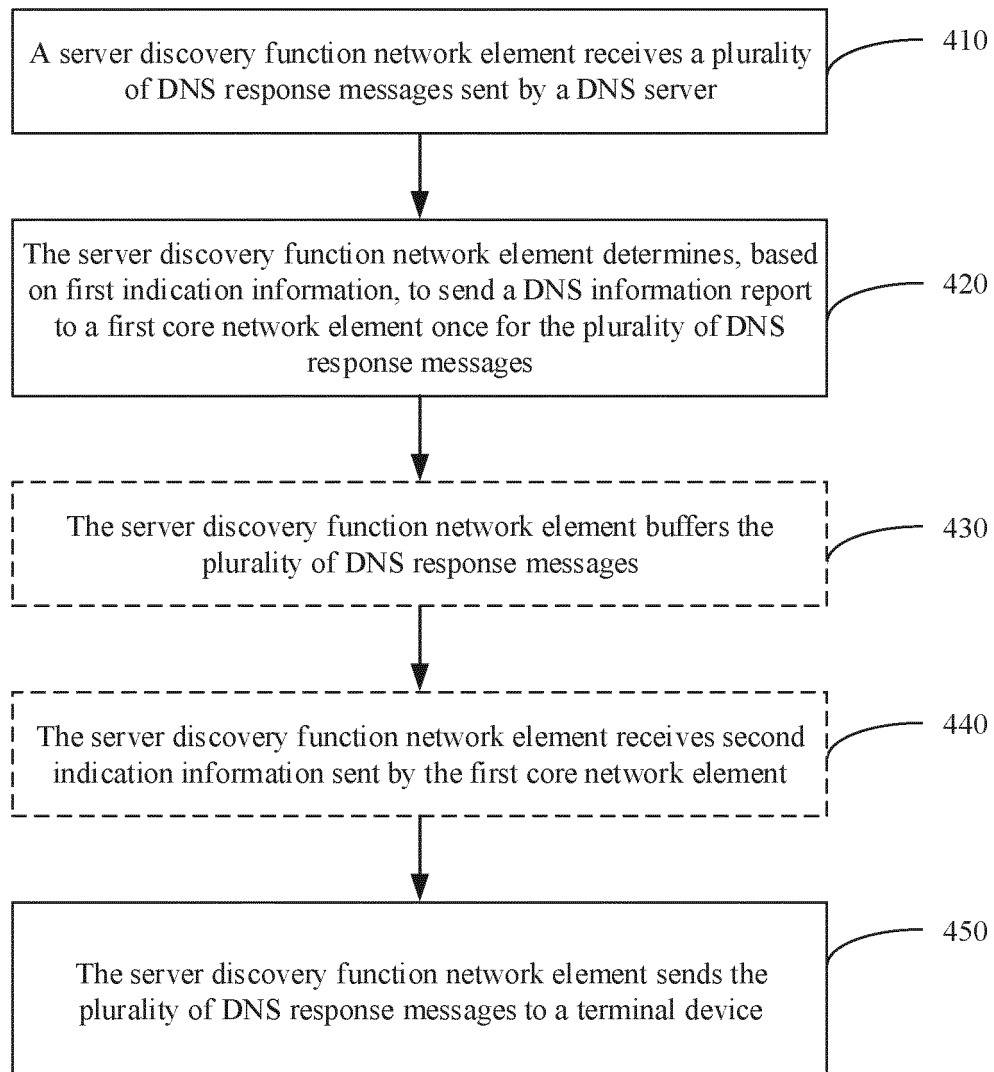 A server discovery function network element receives a plurality
of DNS response messages sent by a DNS server
410
The server discovery function network element determines, based
on first indication information, to send a DNS information report
to a first core network element once for the plurality of DNS
response messages
420
The server discovery function network element buffers the
plurality of DNS response messages
430
The server discovery function network element receives second
indication information sent by the first core network element
440
The server discovery function network element sends the
plurality of DNS response messages to a terminal device
450